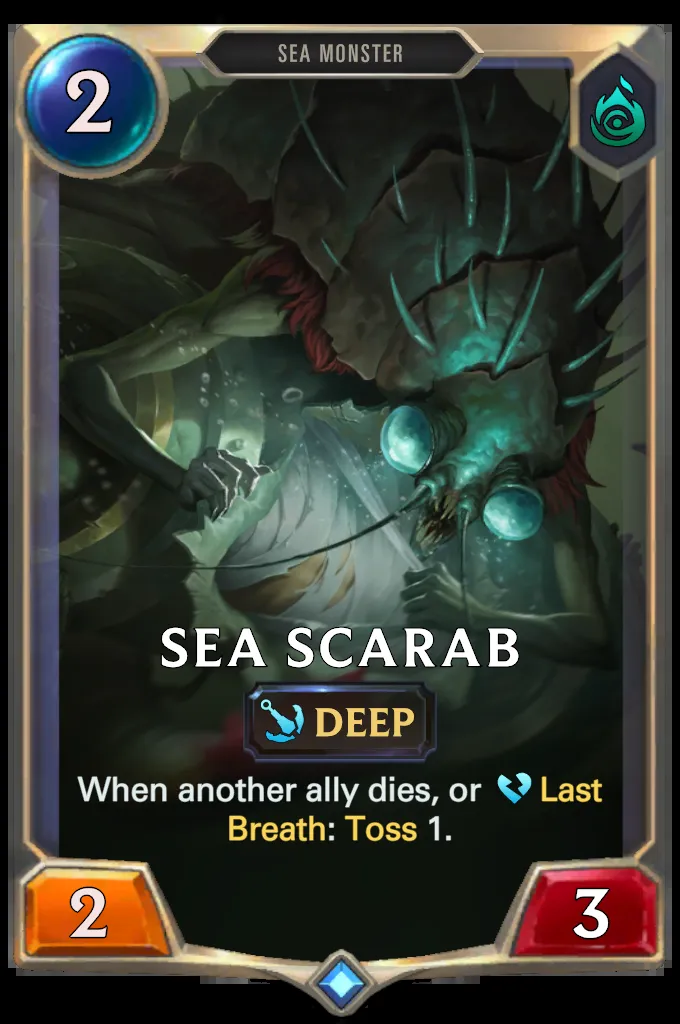 SEA MONSTER
2
SEA SCARAB
DEEP
When another ally dies, or Last
Breath: Toss 1.
2
3